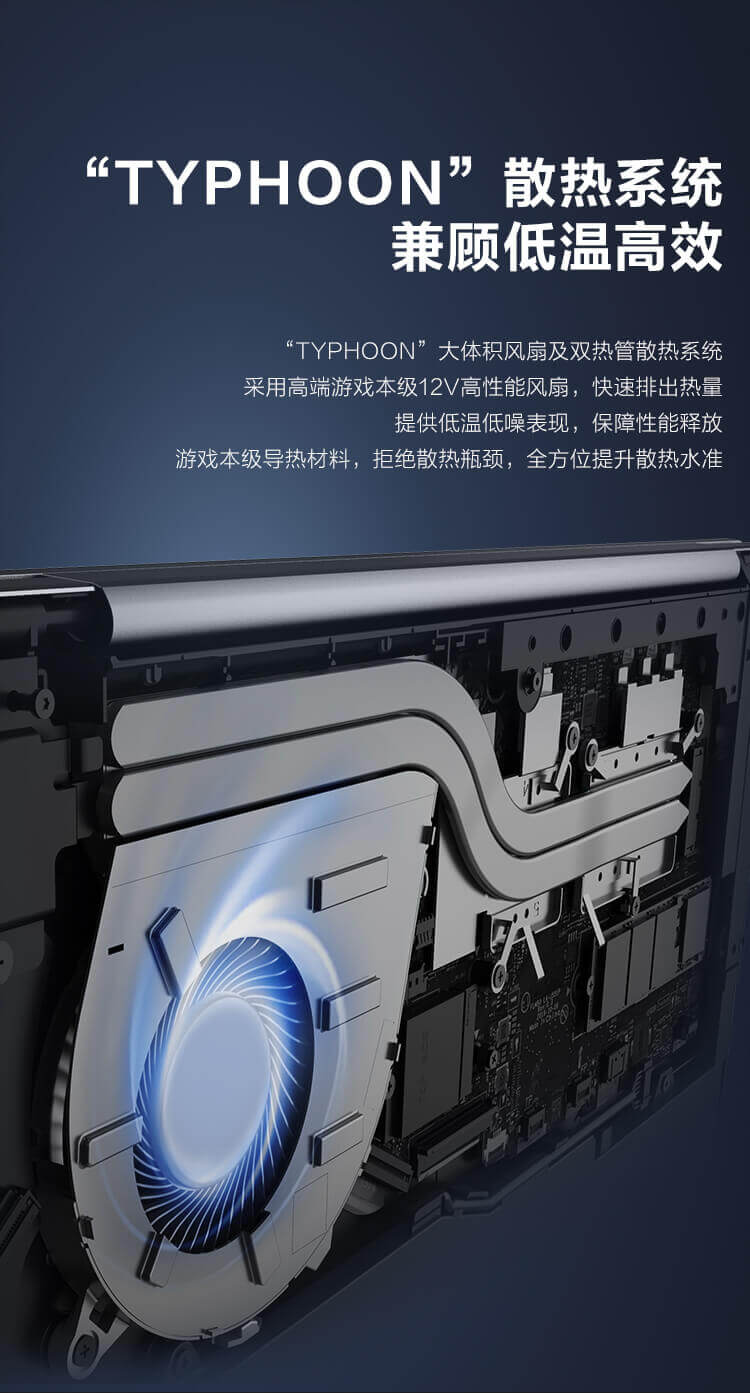 “TYPHOON”散热系统
兼顾低温高效
“TYPHOON”大体积风扇及双热管散热系统
采用高端游戏本级12V高性能风扇，快速排出热量
提供低温低噪表现，保障性能释放
游戏本级导热材料，拒绝散热瓶颈，全方位提升散热水准